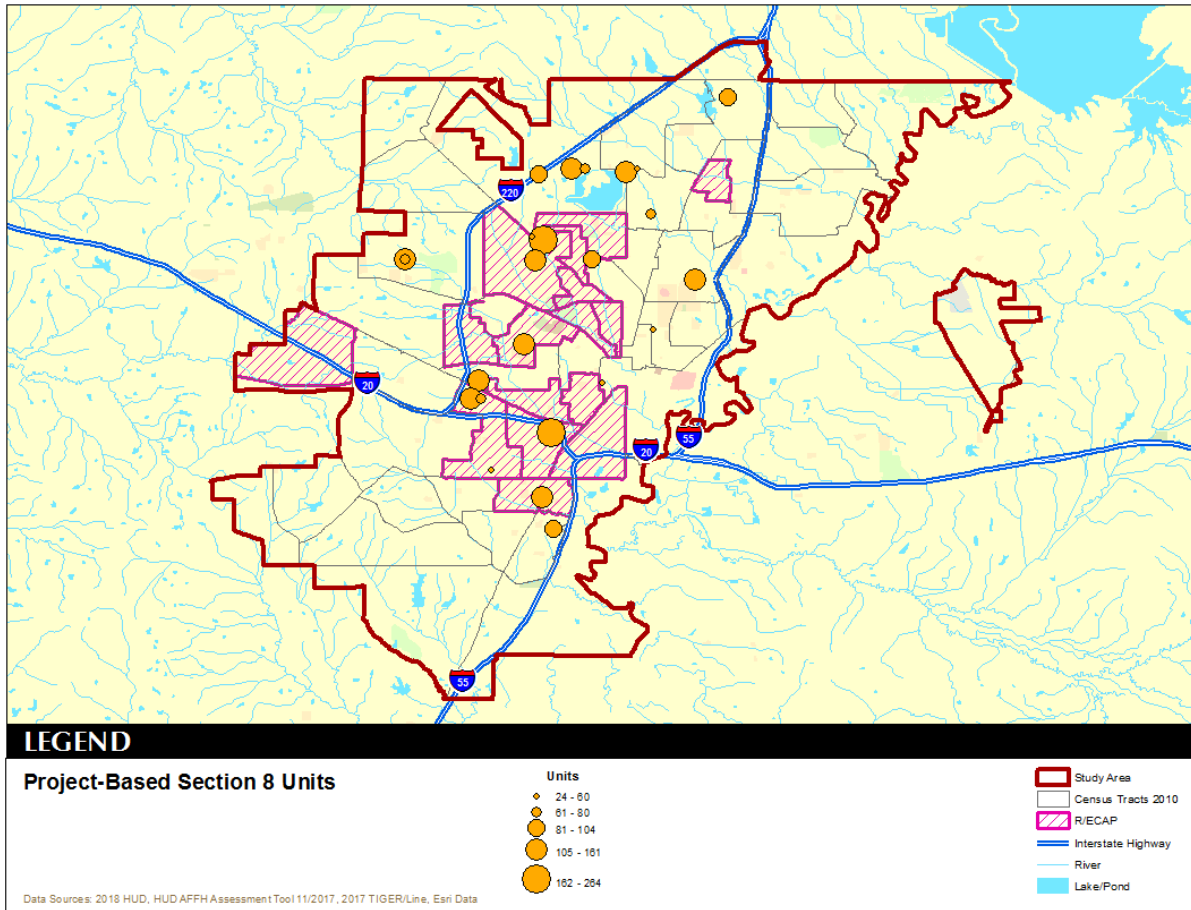 220
20
20
55
55
LEGEND
Project-Based Section 8 Units
Units
24 - 60
61 - 80
81 - 104
105 - 161
162 - 264
Study Area
Census Tracts 2010
R/ECAP
Interstate Highway
River
Lake/Pond
Data Sources: 2018 HUD, HUD AFFH Assessment Tool 11/2017, 2017 TIGER/Line, Esri Data